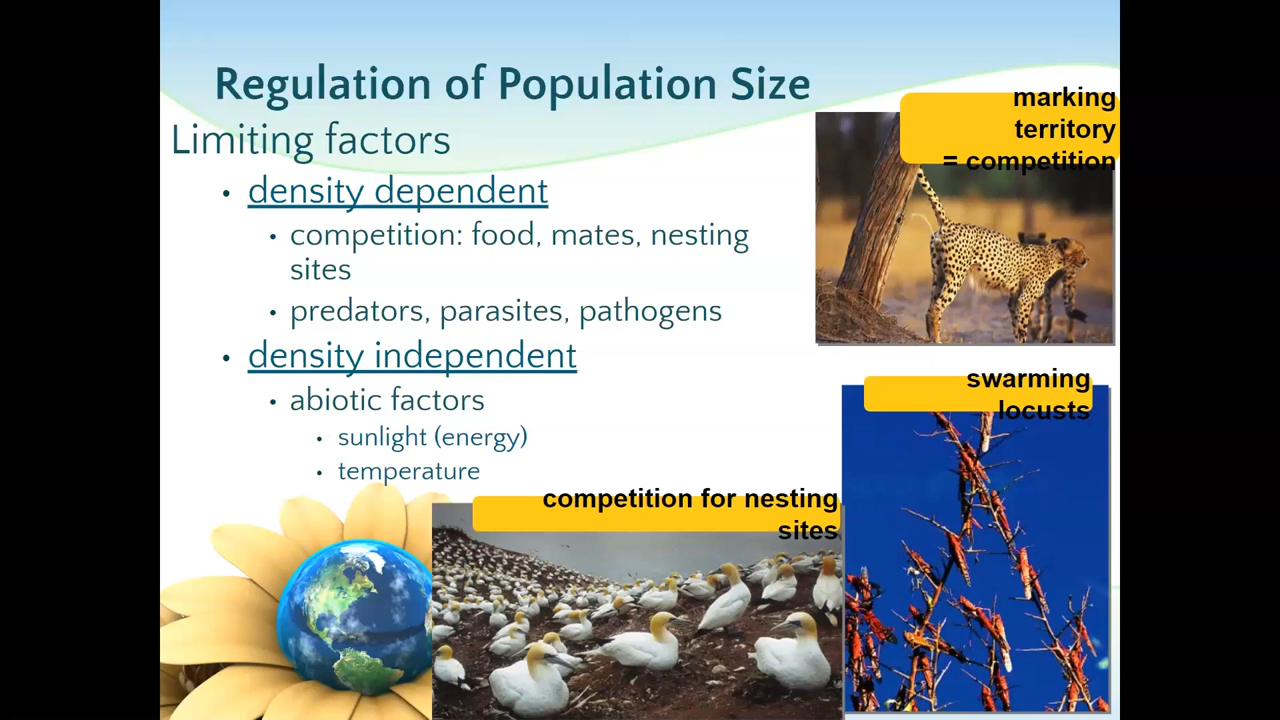 Regulation of Population Size
Limiting factors
• density dependent
• competition: food, mates, nesting
sites
• predators, parasites, pathogens
• density independent
• abiotic factors
• sunlight (energy)
• temperature
marking
territory
= competition
swarming
locusts
competition for nesting
sites